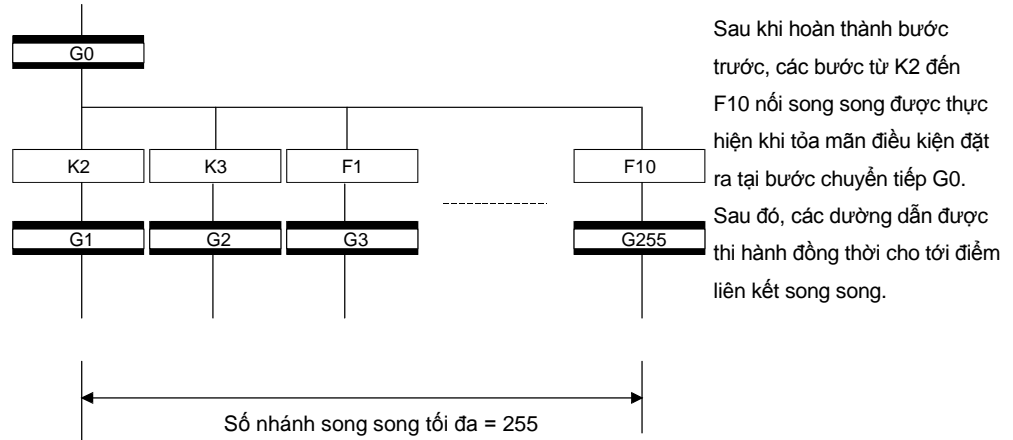 G0
K2 K3 F1 F10
G1 G2 G3 G255
Số nhánh song song tối đa = 255
Sau khi hoàn thành bước
trước, các bước từ K2 đến
F10 nối song song được thực
hiện khi tỏa mãn điều kiện đặt
ra tại bước chuyển tiếp G0.
Sau đó, các dường dẫn được
thi hành đồng thời cho tới điểm
liên kết song song.